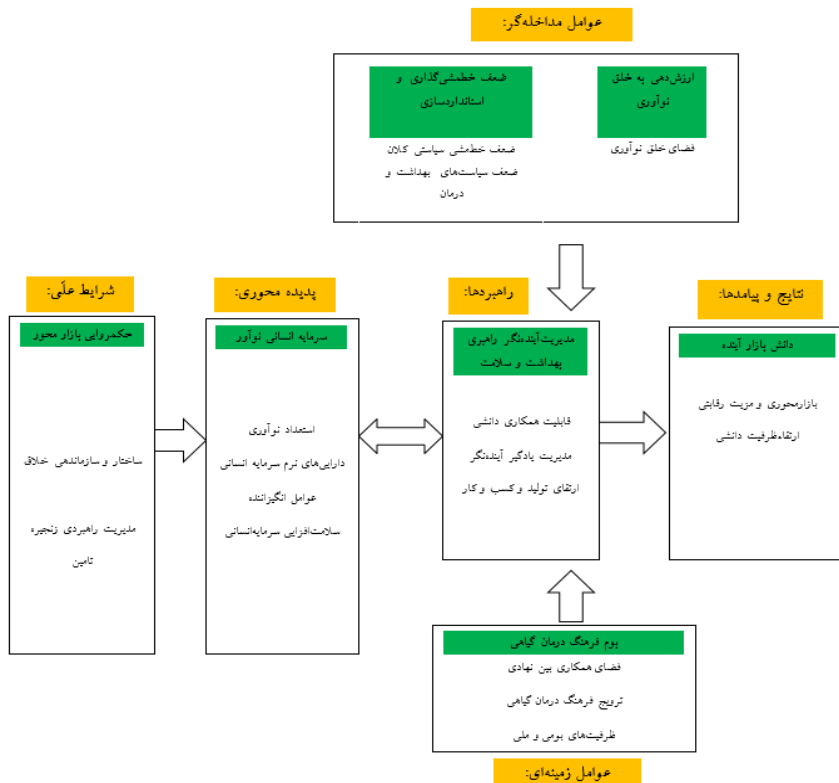 عوامل مداخله‌گر:
ارزش‌دهی به خلق
نوآوری
فضای خلق نوآوری
ضعف خط‌مشی‌گذاری و
استانداردسازی
ضعف خط‌مشی سیاستی کلان
ضعف سیاست‌های بهداشت و
درمان
شرایط علّی:
حکمروایی بازار محور
ساختار و سازماندهی خلاق
مدیریت راهبردی زنجیره
تامین
پدیده محوری:
سرمایه انسانی نوآور
استعداد نوآوری
دارایی‌های نرم سرمایه انسانی
عوامل انگیزاننده
سلامت‌افزایی سرمایه‌انسانی
راهبردها:
مدیریت‌آینده‌نگر راهبری
بهداشت و سلامت
قابلیت همکاری دانشی
مدیریت یادگیر آینده‌نگر
ارتقای تولید و کسب و کار
نتایج و پیامدها:
دانش بازار آینده
بازارمحوری و مزیت رقابتی
ارتقاءظرفیت دانشی
بوم فرهنگ درمان گیاهی
فضای همکاری بین نهادی
ترویج فرهنگ درمان گیاهی
ظرفیت‌های بومی و ملی
عوامل زمینه‌ای: